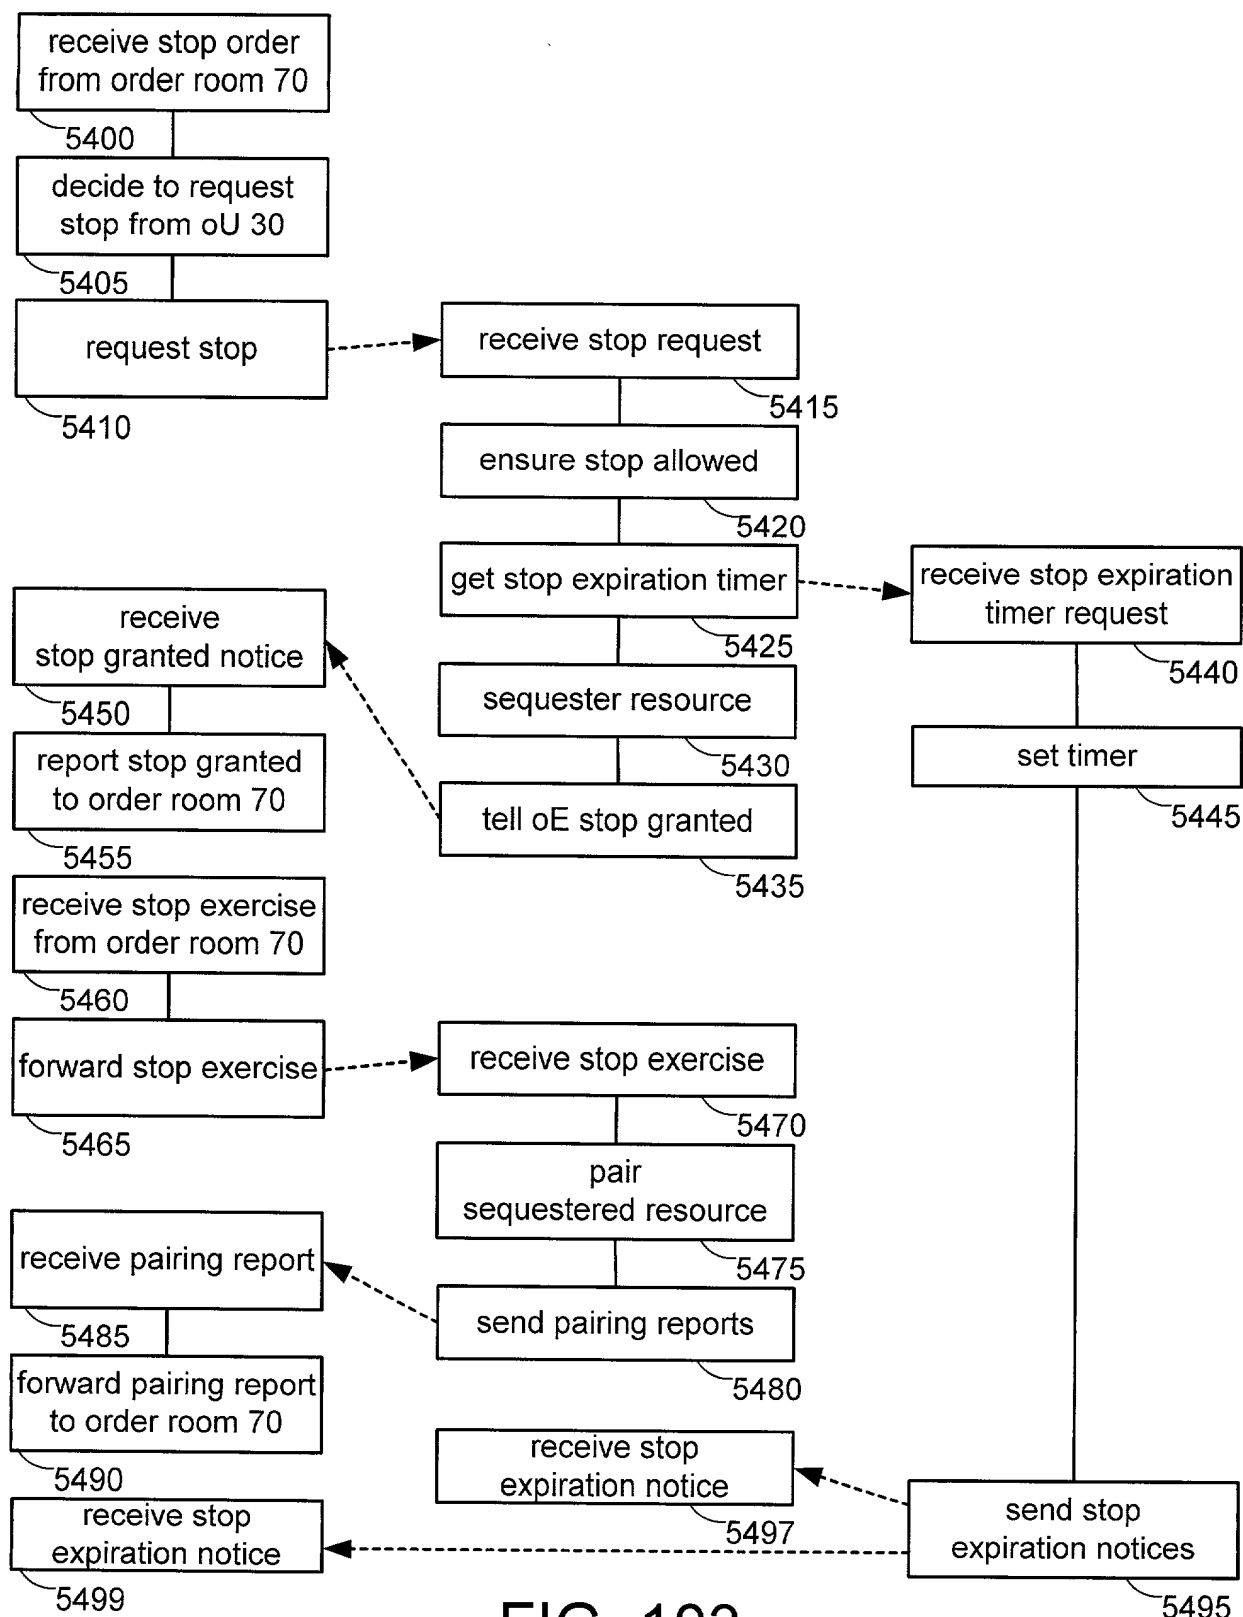 receive stop order
from order room 70
5400
decide to request
stop from oU 30
5405
request stop
5410
receive stop request
5415
ensure stop allowed
5420
get stop expiration timer
5425
receive stop expiration
timer request
5440
sequester resource
5430
set timer
5445
tell oE stop granted
5435
receive
stop granted notice
5450
report stop granted
to order room 70
5455
receive stop exercise
from order room 70
5460
forward stop exercise
5465
receive stop exercise
5470
pair
sequestered resource
5475
send pairing reports
5480
receive pairing report
5485
forward pairing report
to order room 70
5490
receive stop
expiration notice
5497
send stop
expiration notices
5495
receive stop
expiration notice
5499
FIG.